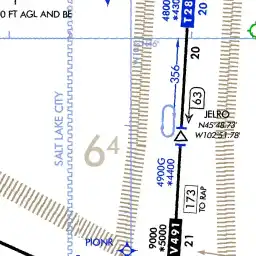 0 FT AGL AND BE
4800
*430
T28
20
356
63
JELRO
N45°48.73'
W102°51.78'
20
SALT LAKE CITY
64
4900G
*4400
173
TO RAP
PIONR
9000
*5000
V491
21